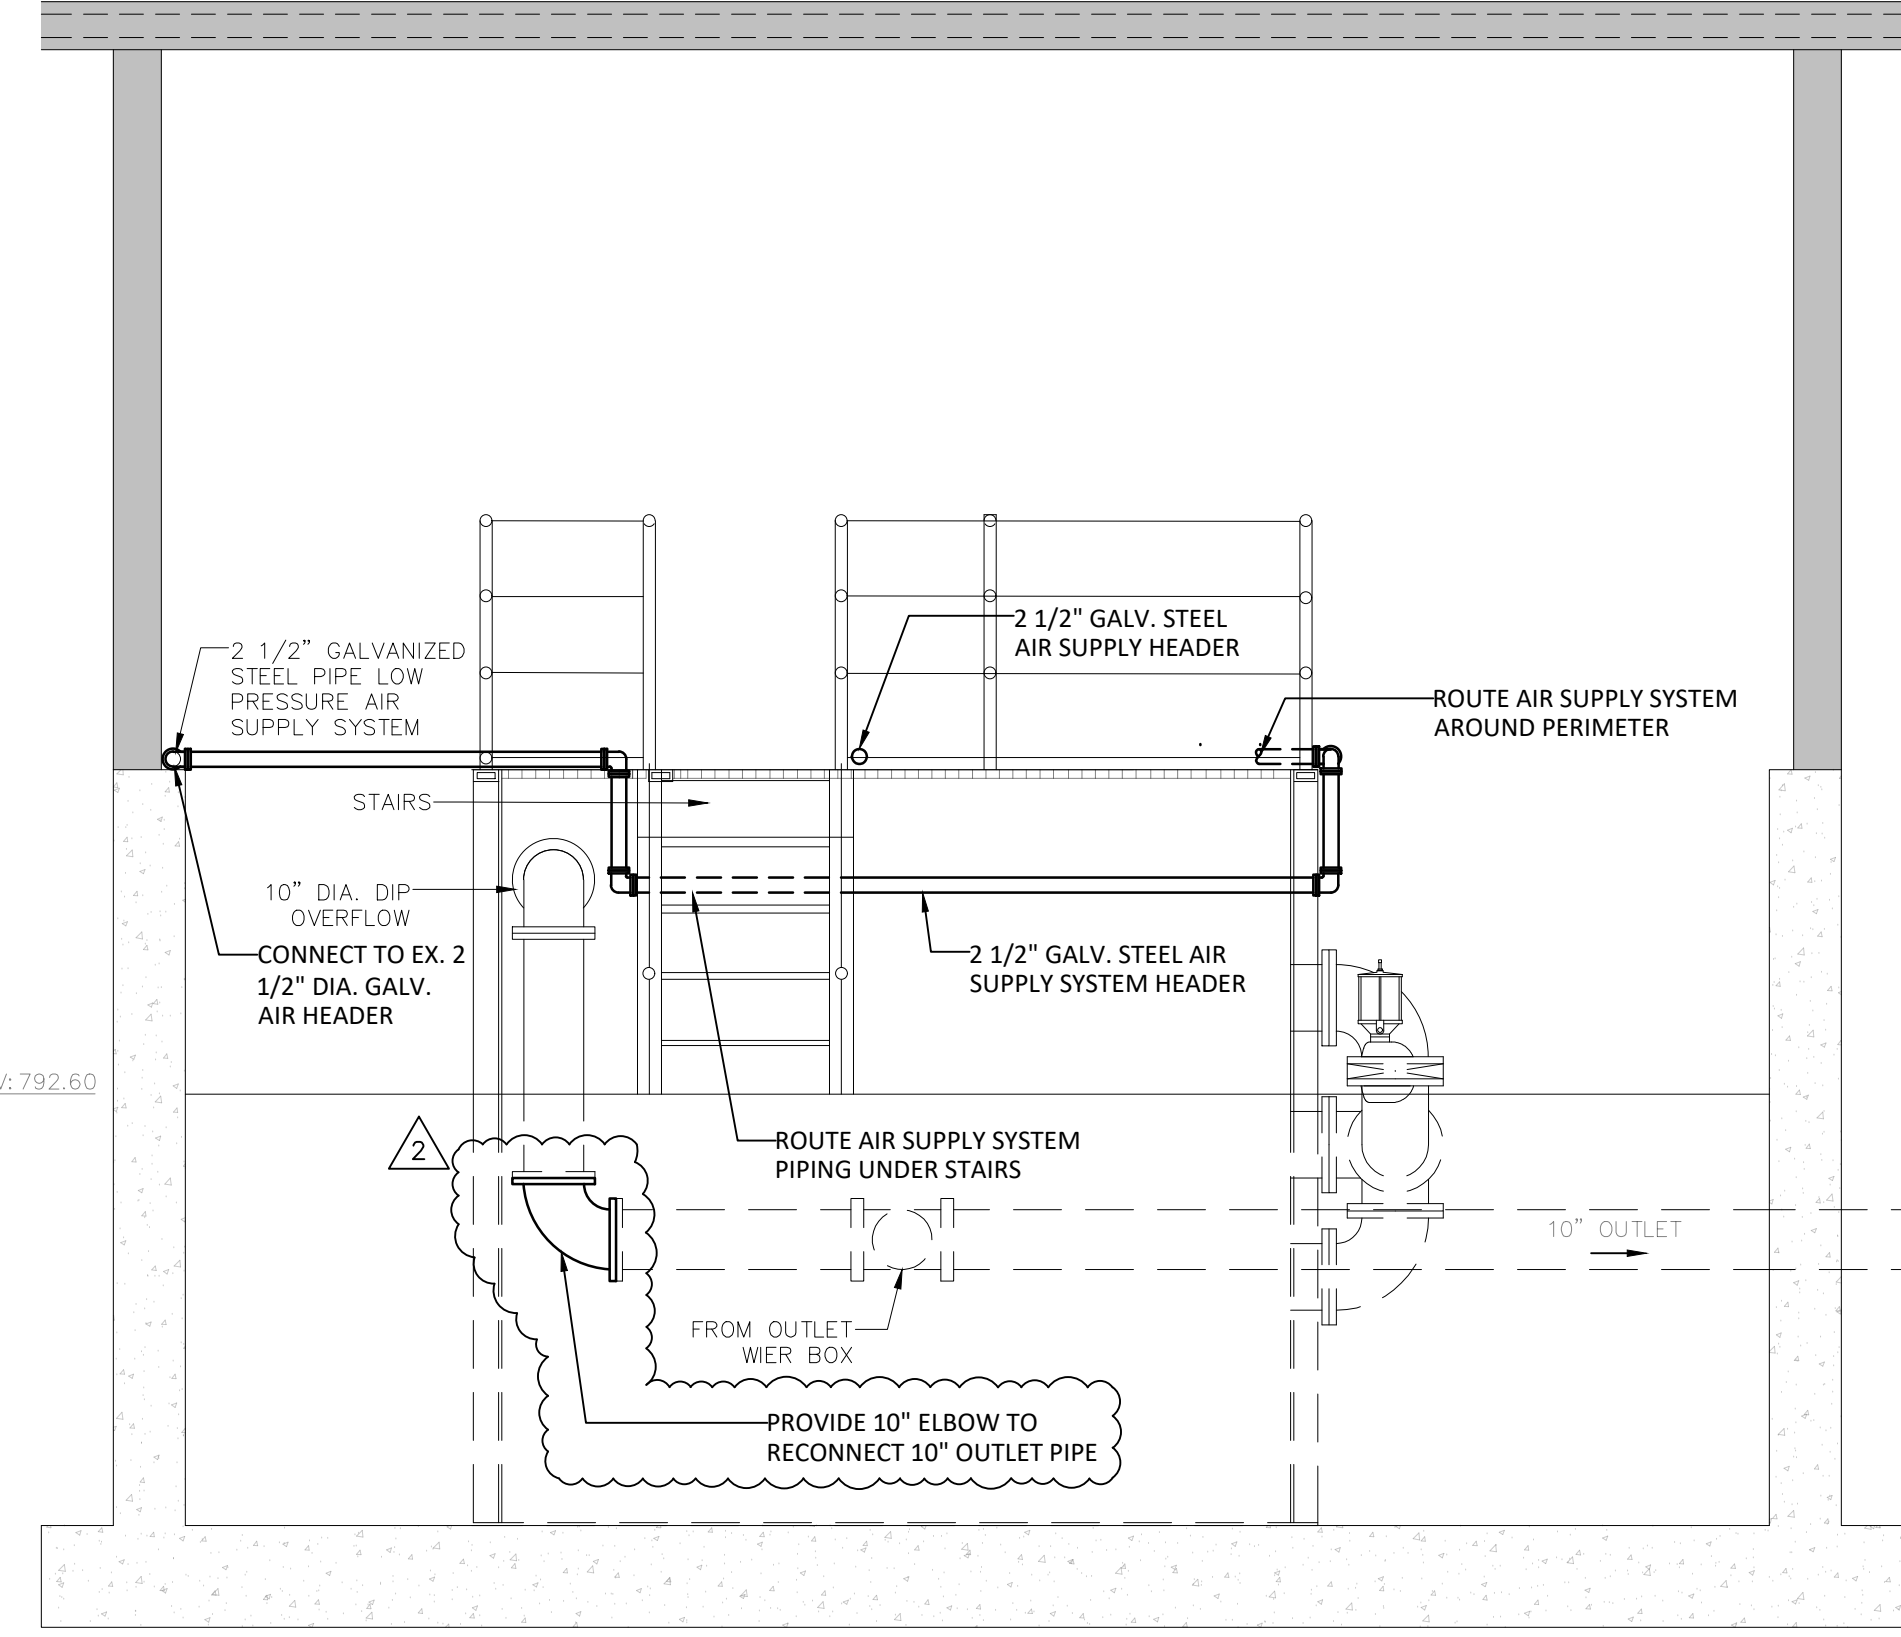 2 1/2" GALV. STEEL
AIR SUPPLY HEADER
2 1/2” GALVANIZED
STEEL PIPE LOW
PRESSURE AIR
SUPPLY SYSTEM
ROUTE AIR SUPPLY SYSTEM
AROUND PERIMETER
STAIRS
10” DIA. DIP
OVERFLOW
CONNECT TO EX. 2
1/2" DIA. GALV.
AIR HEADER
2 1/2" GALV. STEEL AIR
SUPPLY SYSTEM HEADER
V: 792.60
2
ROUTE AIR SUPPLY SYSTEM
PIPING UNDER STAIRS
10” OUTLET
FROM OUTLET
WIER BOX
PROVIDE 10" ELBOW TO
RECONNECT 10" OUTLET PIPE